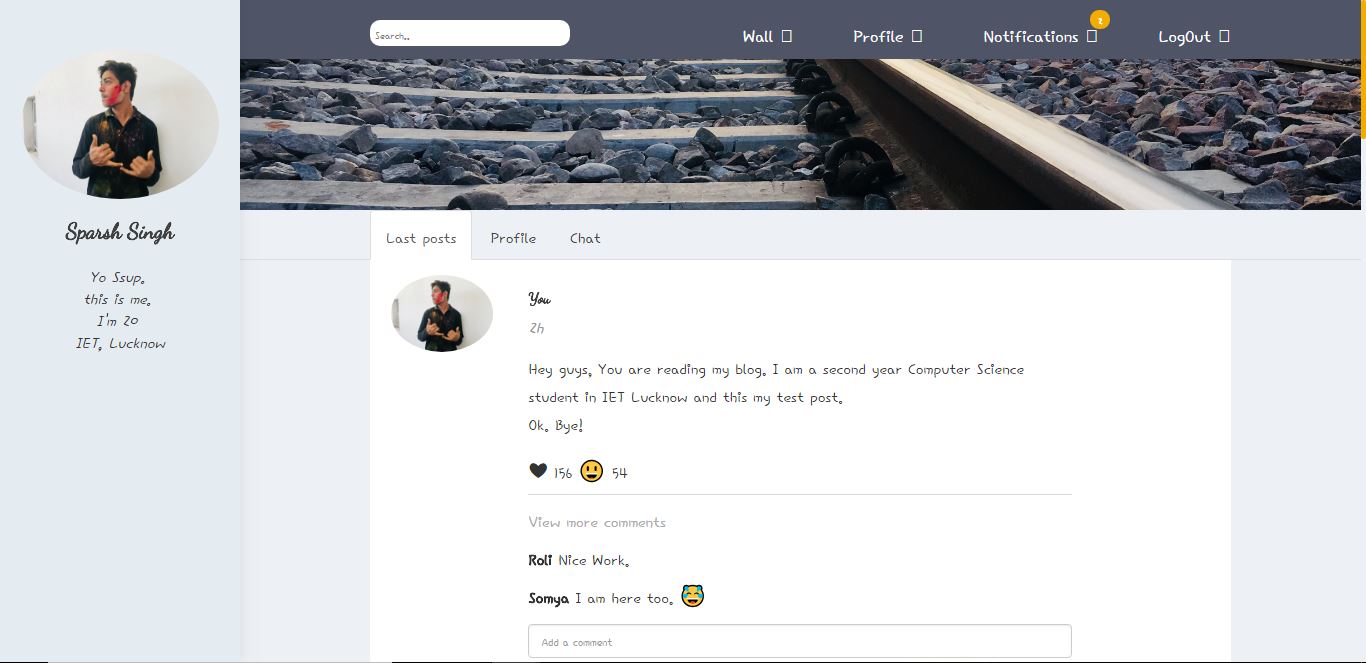 Search..
Wall
Profile
Notifications
2
LogOut
Sparsh Singh
Yo Ssup.
this is me.
I'm 20
IET, Lucknow
Last posts
Profile
Chat
You
2h
Hey guys, You are reading my blog. I am a second year Computer Science
student in IET Lucknow and this my test post.
Ok. Bye!
156
54
View more comments
Roli Nice Work.
Somya I am here too. 😂
Add a comment